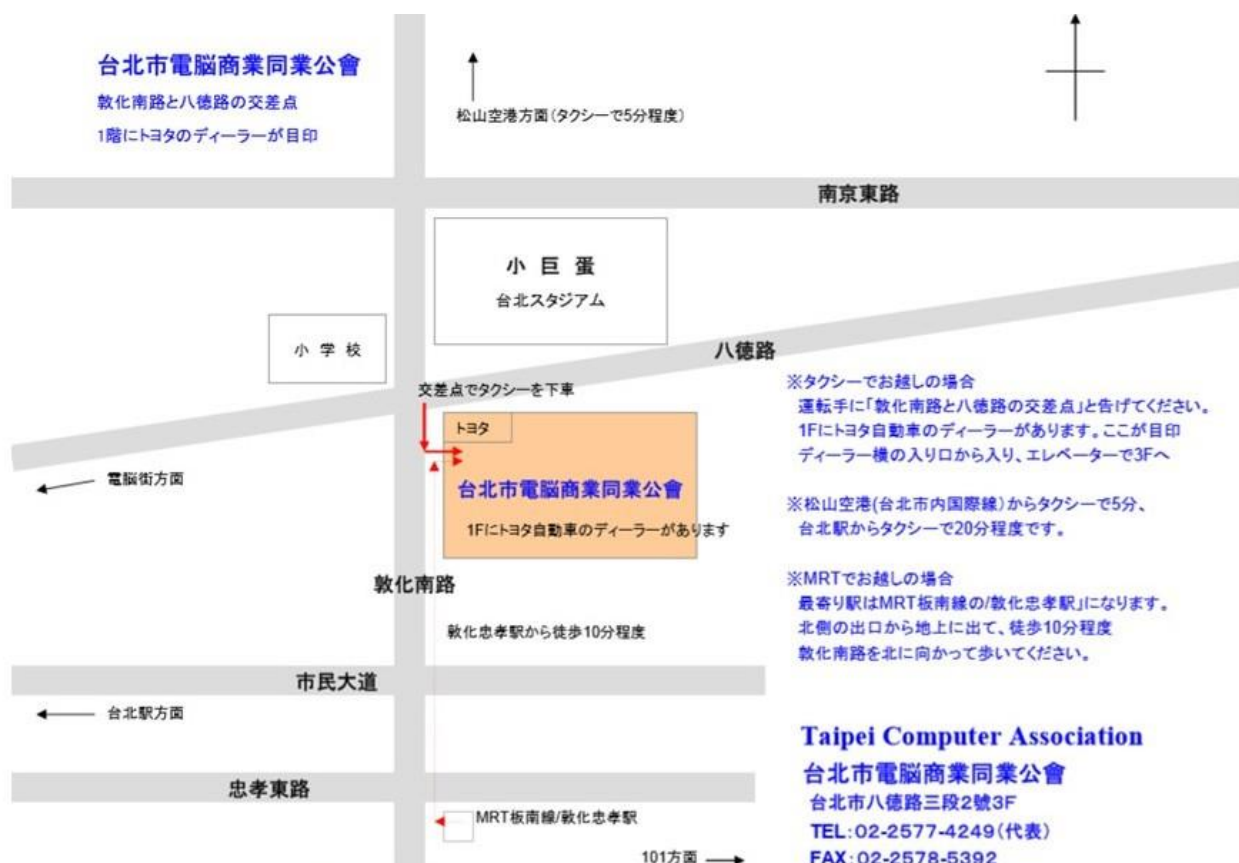 台北市電脳商業同業公會
敦化南路と八徳路の交差点
1階にトヨタのディーラーが目印
松山空港方面(タクシーで5分程度)
南京東路
小巨蛋
台北スタジアム
小学校
八徳路
交差点でタクシーを下車
トヨタ
台北市電脳商業同業公會
1Fにトヨタ自動車のディーラーがあります
電脳街方面
※タクシーでお越しの場合
運転手に「敦化南路と八徳路の交差点」と告げてください。
1Fにトヨタ自動車のディーラーがあります。ここが目印
ディーラー横の入り口から入り、エレベーターで3Fへ
※松山空港(台北市内国際線)からタクシーで5分、
台北駅からタクシーで20分程度です。
※MRTでお越しの場合
最寄り駅はMRT板南線の/敦化忠孝駅」になります。
北側の出口から地上に出て、徒歩10分程度
敦化南路を北に向かって歩いてください。
敦化南路
敦化忠孝駅から徒歩10分程度
市民大道
台北駅方面
忠孝東路
MRT板南線/敦化忠孝駅
101方面
Taipei Computer Association
台北市電脳商業同業公會
台北市八徳路三段2號3F
TEL:02-2577-4249(代表)
FAX:02-2578-5392